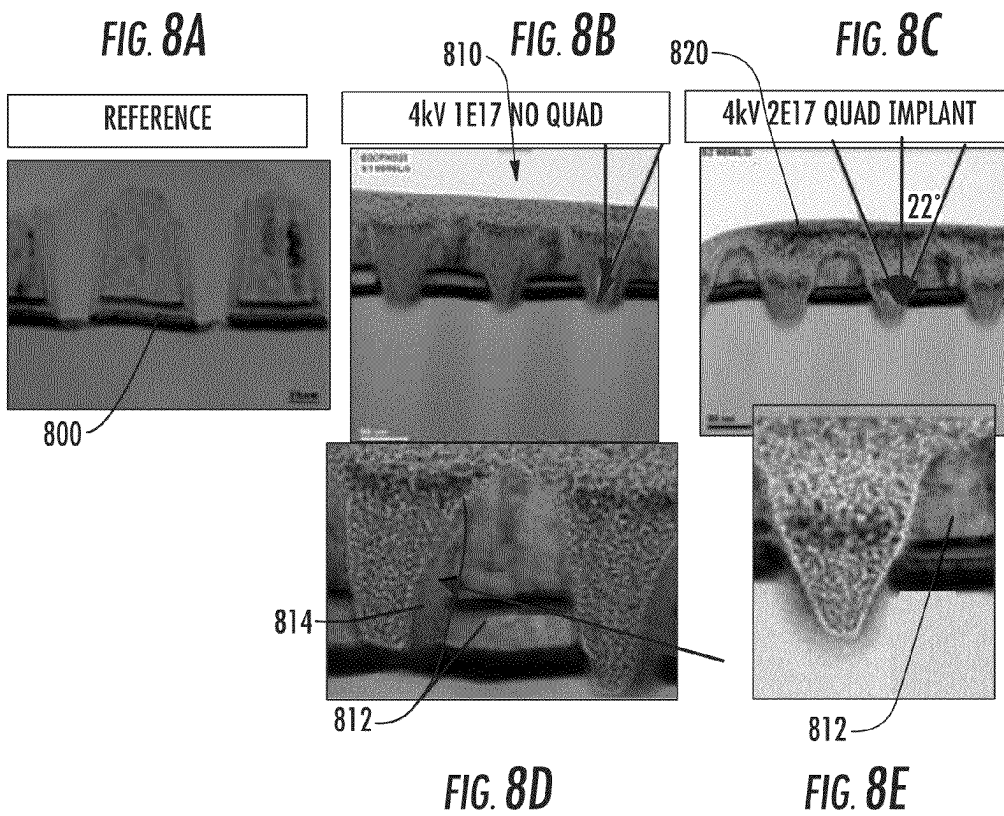 FIG. 8A
FIG. 8B
FIG. 8C
810
820
REFERENCE
4kV 1E17 NO QUAD
4kV 2E17 QUAD IMPLANT
22°
800
814
812
812
FIG. 8D
FIG. 8E